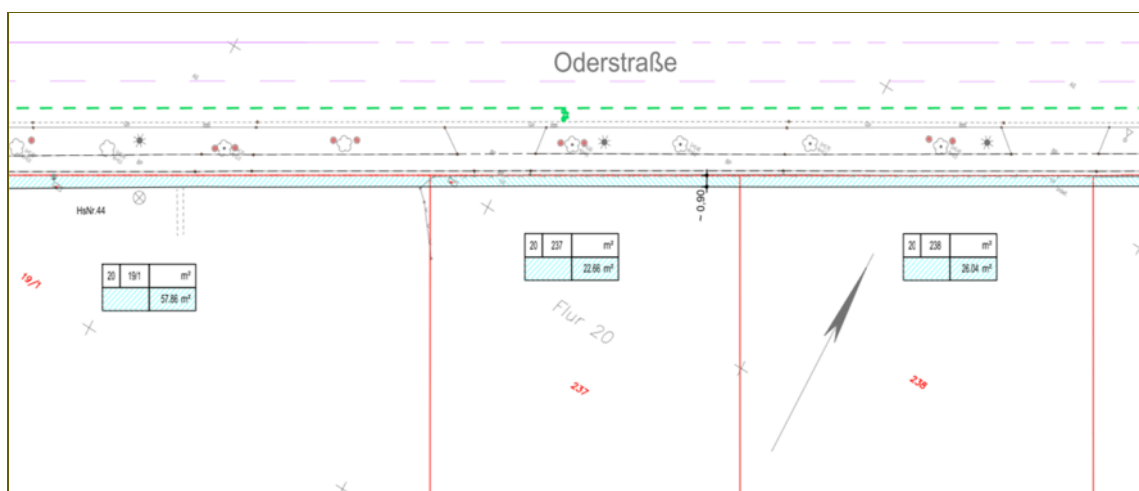 Oderstraße
HsNr.44
~ 0.90
20 237 m²
22.66 m²
20 238 m²
26.04 m²
20 19/1 m²
57.86 m²
19/1
Flur 20
237
238